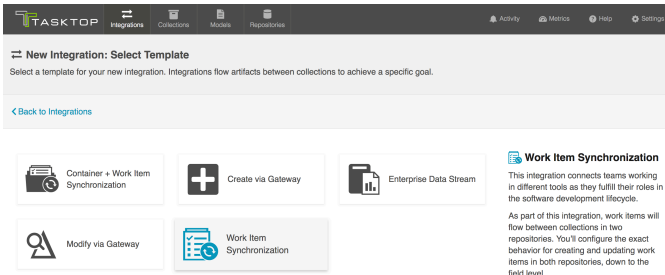 TASKTOP
Integrations
Collections
Models
Repositories
Activity
Metrics
Help
Settings
New Integration: Select Template
Select a template for your new integration. Integrations flow artifacts between collections to achieve a specific goal.
Back to Integrations
Container + Work Item
Synchronization
Create via Gateway
Enterprise Data Stream
Modify via Gateway
Work Item
Synchronization
Work Item Synchronization
This integration connects teams working
in different tools as they fulfill their roles in
the software development lifecycle.
As part of this integration, work items will
flow between collections in two
repositories. You'll configure the exact
behavior for creating and updating work
items in both repositories, down to the
field level